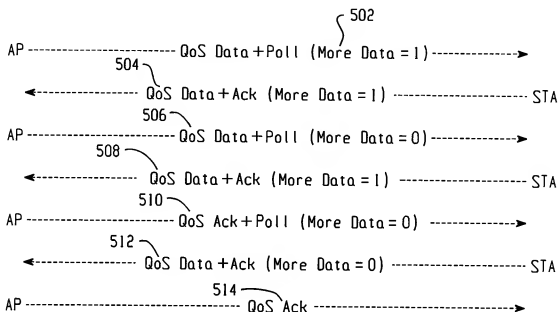 502
AP QoS Data+Poll (More Data=1)
504
QoS Data+Ack (More Data=1) STA
506
AP QoS Data+Poll (More Data=0)
508
QoS Data+Ack (More Data=1) STA
510
AP QoS Ack+Poll (More Data=0)
512
QoS Data+Ack (More Data=0) STA
514
AP QoS Ack